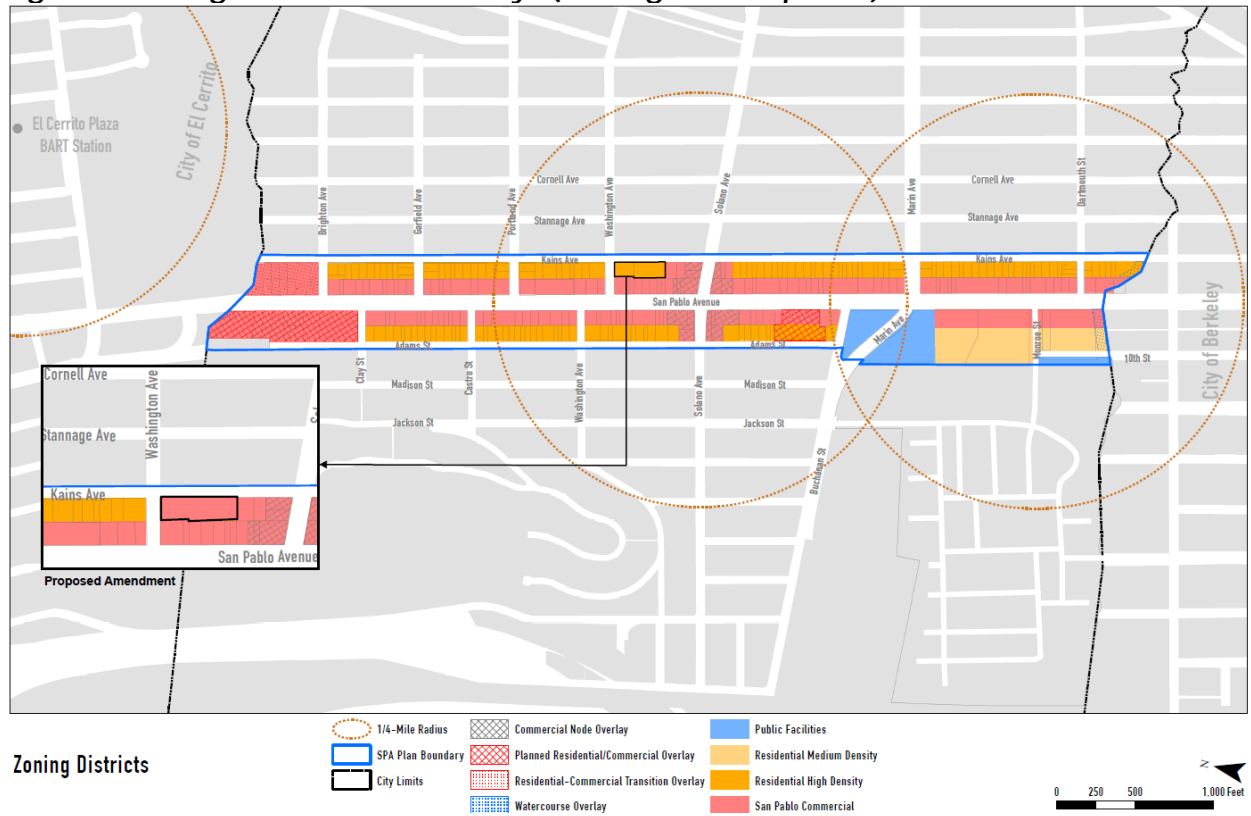 City of El Cerrito
El Cerrito Plaza
BART Station
Cornell Ave
Cornell Ave
Brighton Ave
Garfield Ave
Portland Ave
Washington Ave
Solano Ave
Marin Ave
Dartmouth St
Stannage Ave
Stannage Ave
Kains Ave
Kains Ave
San Pablo Avenue
City of Berkeley
Adams St
Adams St
Marin Ave
Monroe St
10th St
Clay St
Castro St
Washington Ave
Solano Ave
Madison St
Madison St
Jackson St
Jackson St
Buchanan St
Cornell Ave
Washington Ave
Stannage Ave
Kains Ave
San Pablo Avenue
Proposed Amendment
Zoning Districts
1/4-Mile Radius
SPA Plan Boundary
City Limits
Commercial Node Overlay
Planned Residential/Commercial Overlay
Residential-Commercial Transition Overlay
Watercourse Overlay
Public Facilities
Residential Medium Density
Residential High Density
San Pablo Commercial
N
0 250 500 1,000 Feet